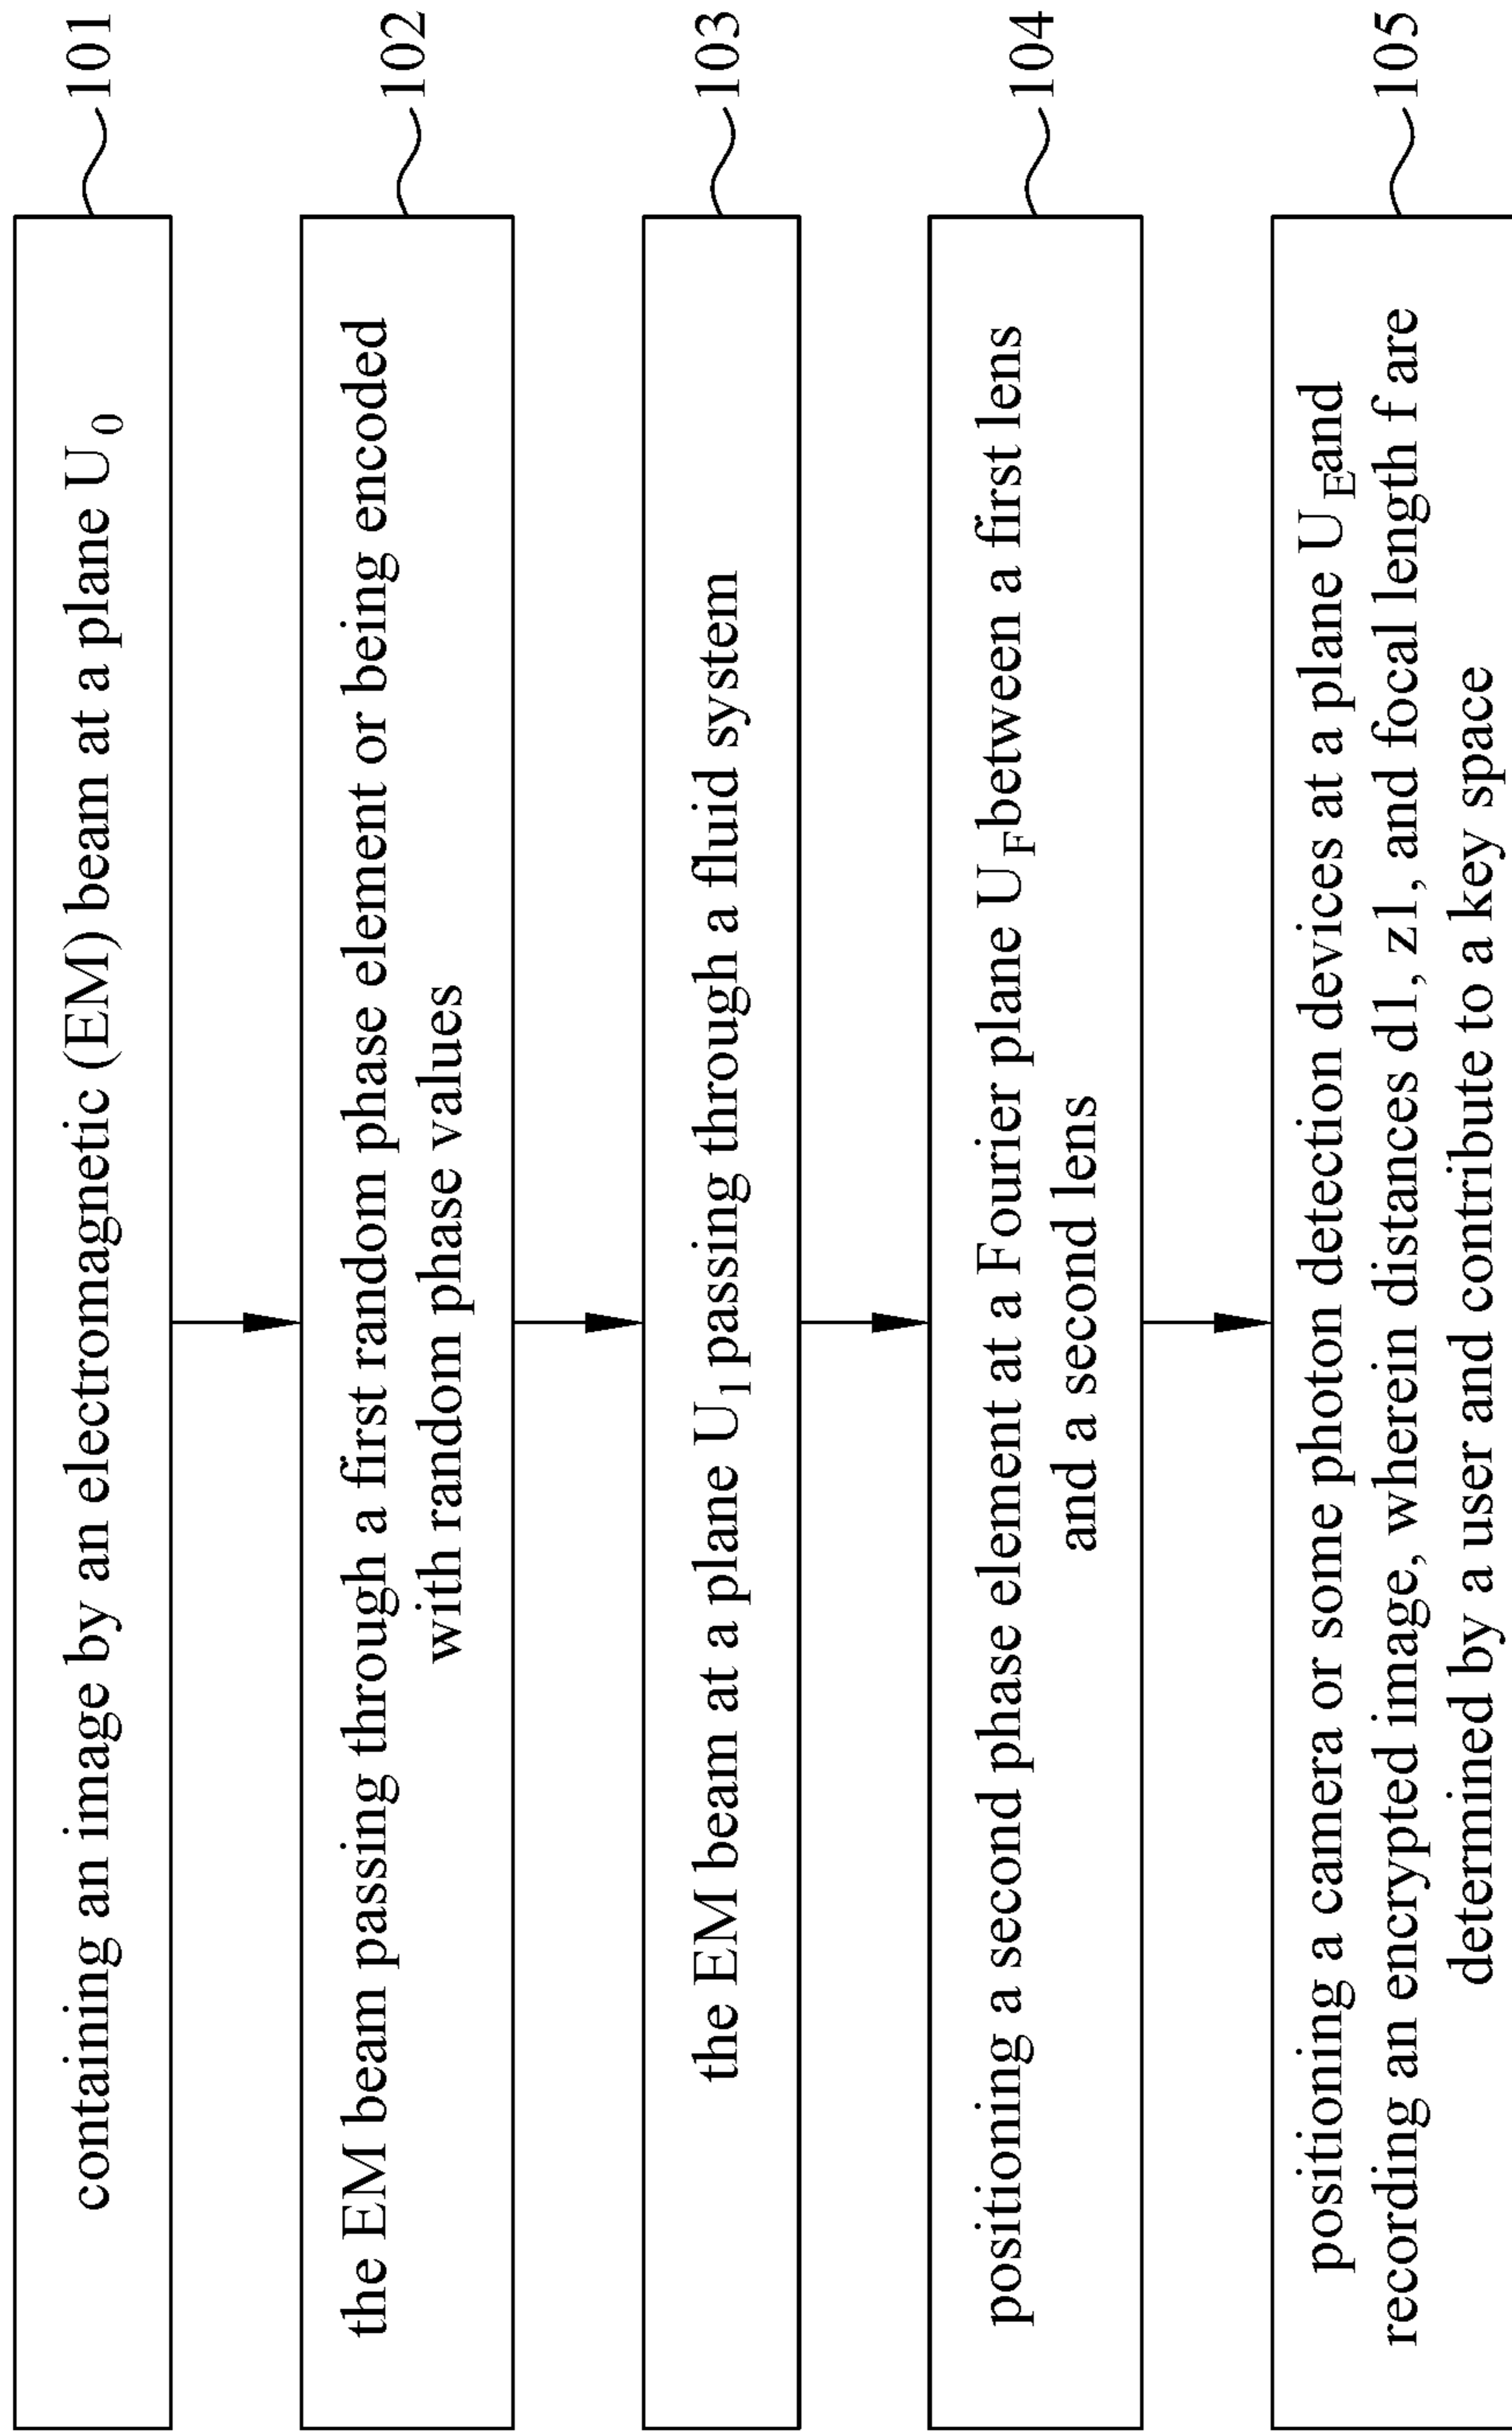 containing an image by an electromagnetic (EM) beam at a plane U₀
101
the EM beam passing through a first random phase element or being encoded
with random phase values
102
the EM beam at a plane U₁ passing through a fluid system
103
positioning a second phase element at a Fourier plane U_F between a first lens
and a second lens
104
positioning a camera or some photon detection devices at a plane U_E and
recording an encrypted image, wherein distances d1, z1, and focal length f are
determined by a user and contribute to a key space
105